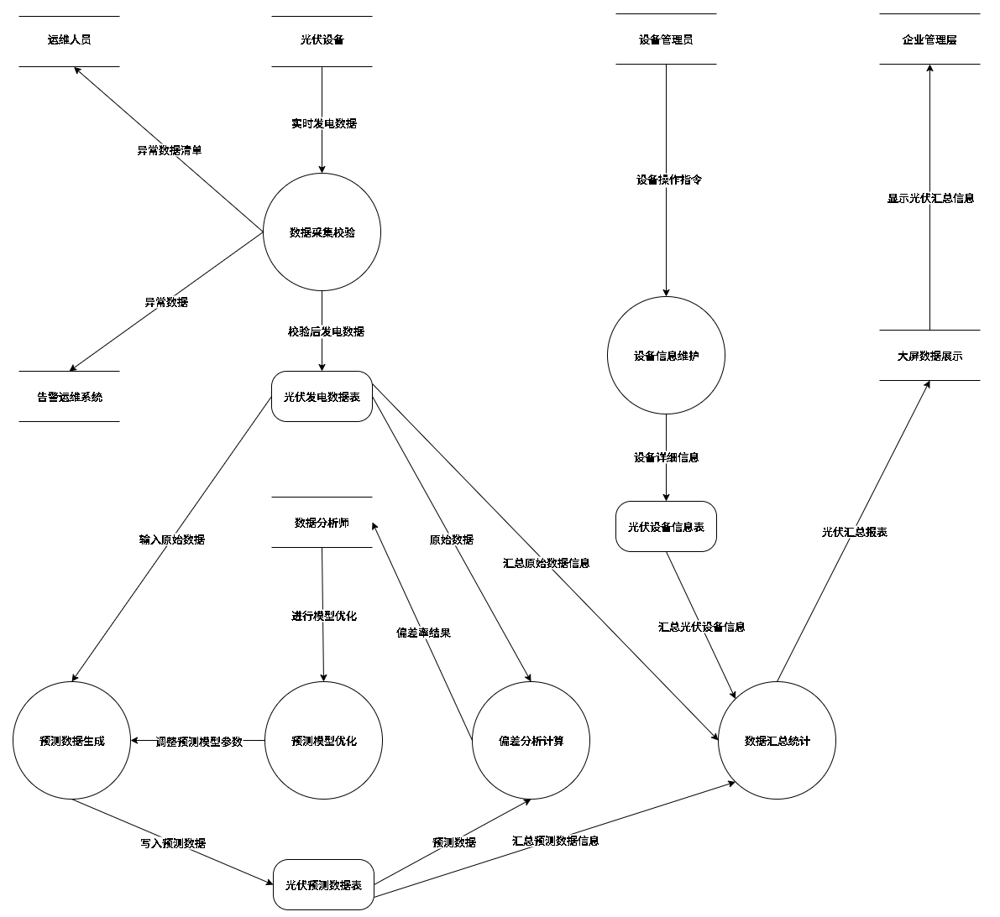 运维人员
光伏设备
设备管理员
企业管理层
实时发电数据
异常数据清单
设备操作指令
显示光伏汇总信息
数据采集校验
异常数据
校验后发电数据
设备信息维护
大屏数据展示
告警运维系统
光伏发电数据表
设备详细信息
数据分析师
光伏设备信息表
光伏汇总报表
输入原始数据
原始数据
汇总原始数据信息
进行模型优化
偏差率结果
汇总光伏设备信息
预测数据生成
调整预测模型参数
预测模型优化
偏差分析计算
数据汇总统计
写入预测数据
预测数据
汇总预测数据信息
光伏预测数据表